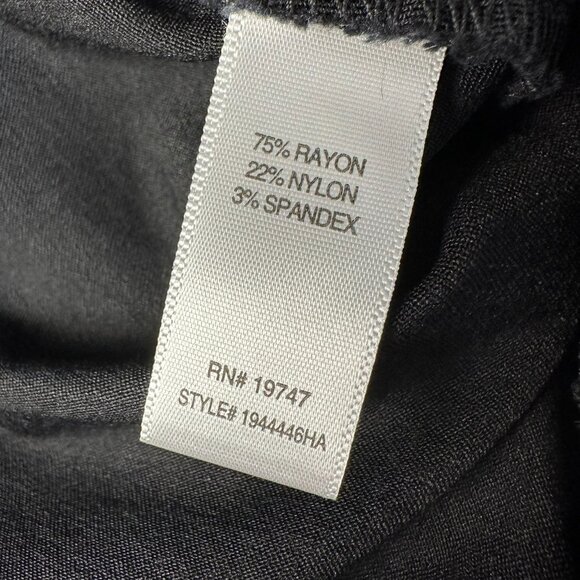 75% RAYON
22% NYLON
3% SPANDEX
RN# 19747
STYLE# 1944446HA